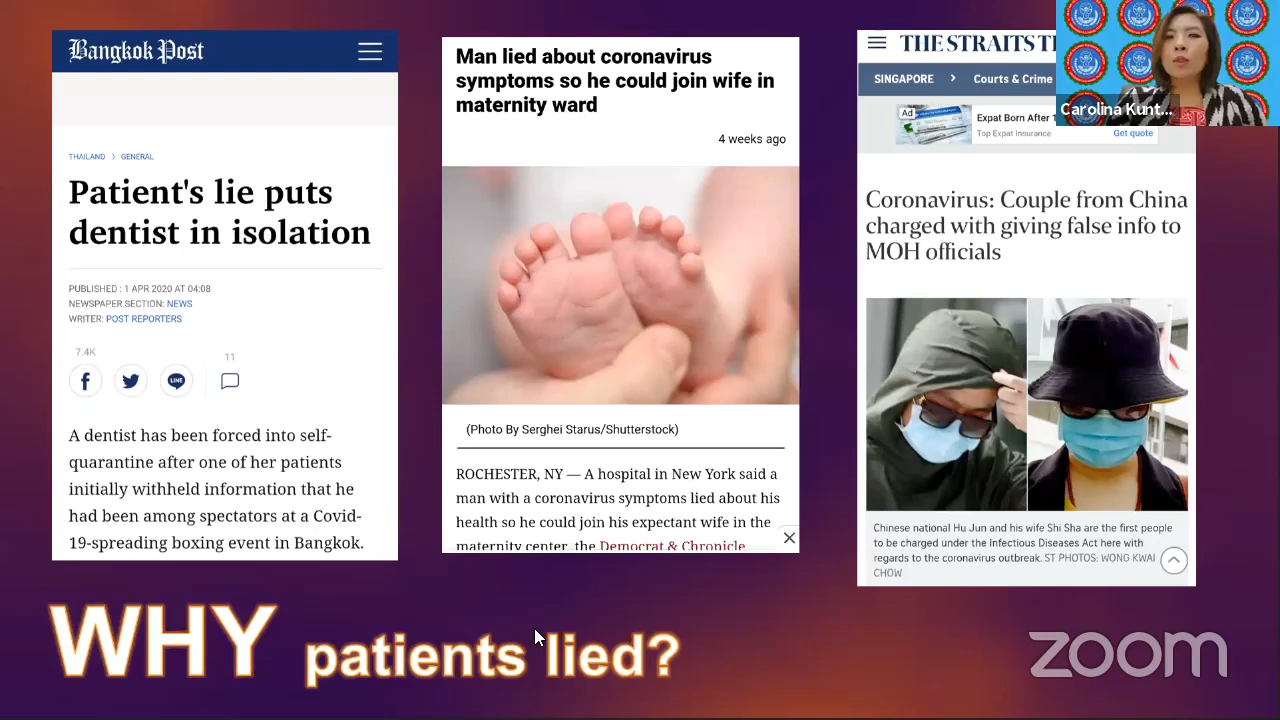 Bangkok Post
THAILAND > GENERAL
Patient's lie puts
dentist in isolation
PUBLISHED : 1 APR 2020 AT 04:08
NEWSPAPER SECTION: NEWS
WRITER: POST REPORTERS
7.4K
11
LINE
A dentist has been forced into self-
quarantine after one of her patients
initially withheld information that he
had been among spectators at a Covid-
19-spreading boxing event in Bangkok.
Man lied about coronavirus
symptoms so he could join wife in
maternity ward
4 weeks ago
(Photo By Serghei Starus/Shutterstock)
ROCHESTER, NY — A hospital in New York said a
man with a coronavirus symptoms lied about his
health so he could join his expectant wife in the
maternity center, the Democrat & Chronicle
THE STRAITS T
SINGAPORE > Courts & Crime
Ad
Expat Born After 1
Top Expat Insurance
Get quote
Coronavirus: Couple from China
charged with giving false info to
MOH officials
Chinese national Hu Jun and his wife Shi Sha are the first people
to be charged under the Infectious Diseases Act here with
regards to the coronavirus outbreak. ST PHOTOS: WONG KWAI
CHOW
Carolina Kunt...
WHY patients lied?
zoom